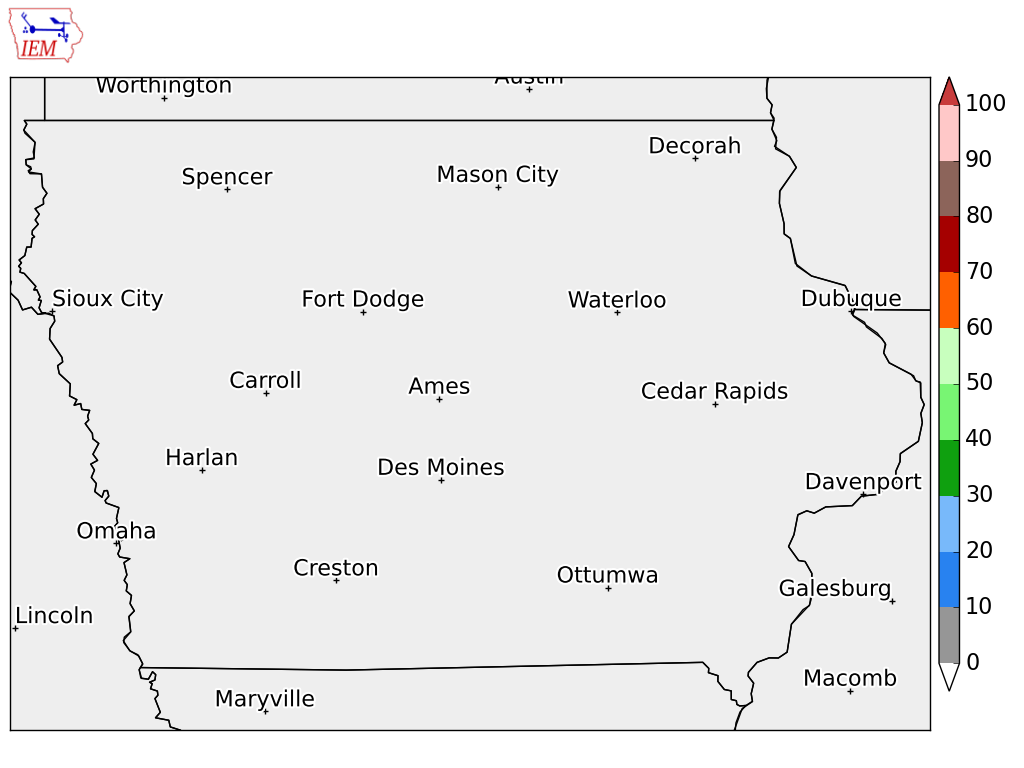 IEM
Worthington
Austin
Decorah
Spencer
Mason City
Sioux City
Fort Dodge
Waterloo
Dubuque
Carroll
Ames
Cedar Rapids
Harlan
Des Moines
Davenport
Omaha
Creston
Ottumwa
Galesburg
Lincoln
Maryville
Macomb
100
90
80
70
60
50
40
30
20
10
0